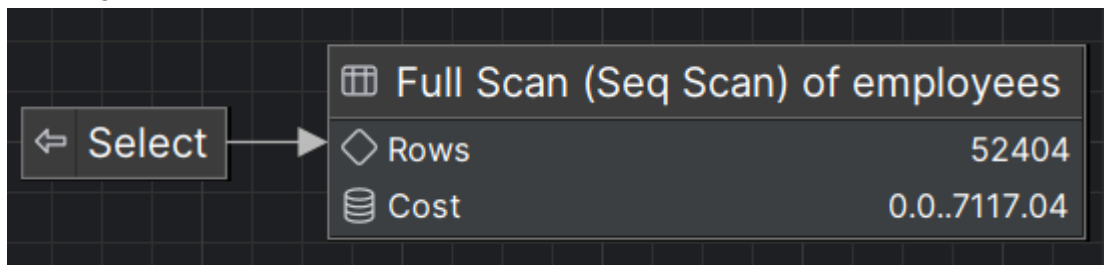 Select
Full Scan (Seq Scan) of employees
Rows 52404
Cost 0.0..7117.04